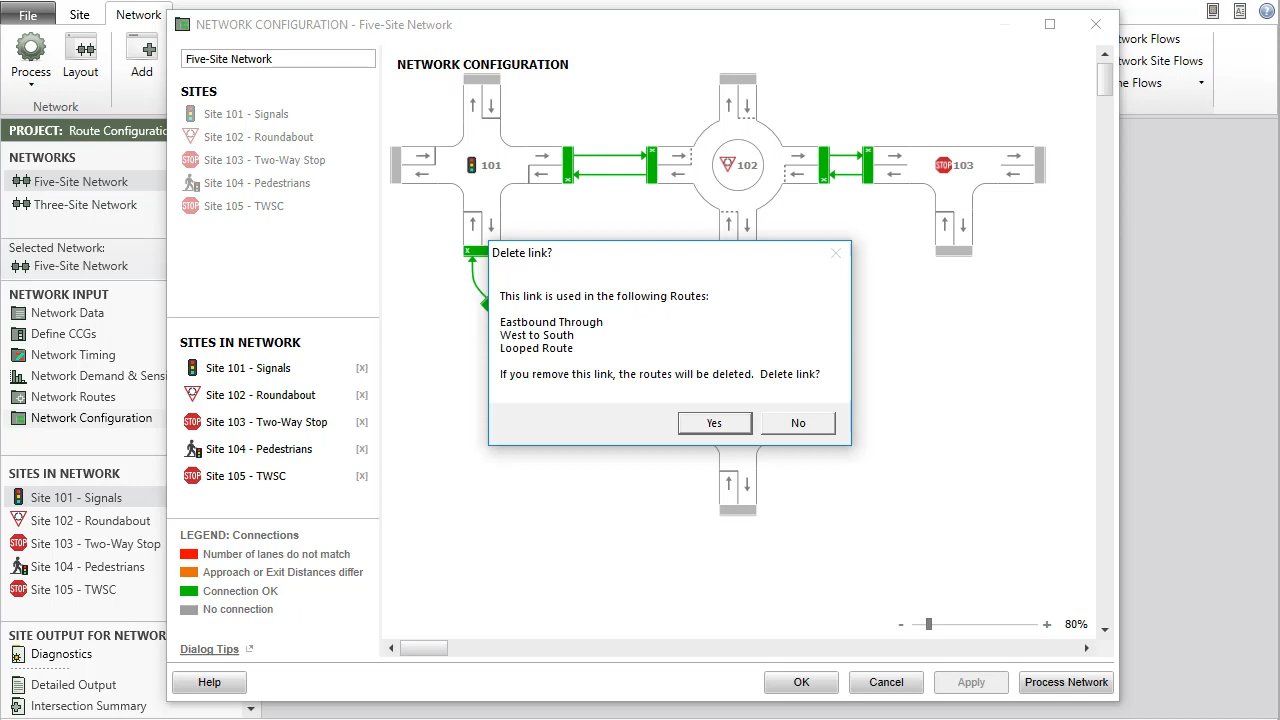 File
Site
Network
Process
Layout
Add
Network
PROJECT: Route Configuratio
NETWORKS
Five-Site Network
Three-Site Network
Selected Network:
Five-Site Network
NETWORK INPUT
Network Data
Define CCGs
Network Timing
Network Demand & Sensi
Network Routes
Network Configuration
SITES IN NETWORK
Site 101 - Signals
Site 102 - Roundabout
Site 103 - Two-Way Stop
Site 104 - Pedestrians
Site 105 - TWSC
SITE OUTPUT FOR NETWOR
Diagnostics
Detailed Output
Intersection Summary
twork Flows
twork Site Flows
ne Flows
NETWORK CONFIGURATION - Five-Site Network
Five-Site Network
SITES
Site 101 - Signals
Site 102 - Roundabout
STOP Site 103 - Two-Way Stop
Site 104 - Pedestrians
STOP Site 105 - TWSC
SITES IN NETWORK
Site 101 - Signals [x]
Site 102 - Roundabout [x]
STOP Site 103 - Two-Way Stop [x]
Site 104 - Pedestrians [x]
STOP Site 105 - TWSC [x]
LEGEND: Connections
Number of lanes do not match
Approach or Exit Distances differ
Connection OK
No connection
Dialog Tips
NETWORK CONFIGURATION
101
102
STOP 103
Delete link?
This link is used in the following Routes:
Eastbound Through
West to South
Looped Route
If you remove this link, the routes will be deleted. Delete link?
Yes
No
- + 80%
Help
OK
Cancel
Apply
Process Network